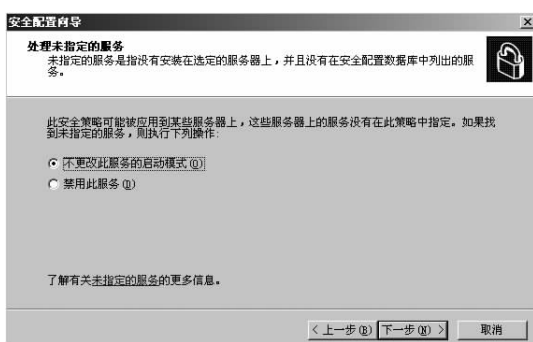 安全配置向导
处理未指定的服务
未指定的服务是指没有安装在选定的服务器上，并且没有在安全配置数据库中列出的服
务。
此安全策略可能被应用到某些服务器上，这些服务器上的服务没有在此策略中指定。如果找
到未指定的服务，则执行下列操作:
不更改此服务的启动模式(O)
禁用此服务(D)
了解有关未指定的服务的更多信息。
< 上一步(B) 下一步(N) > 取消